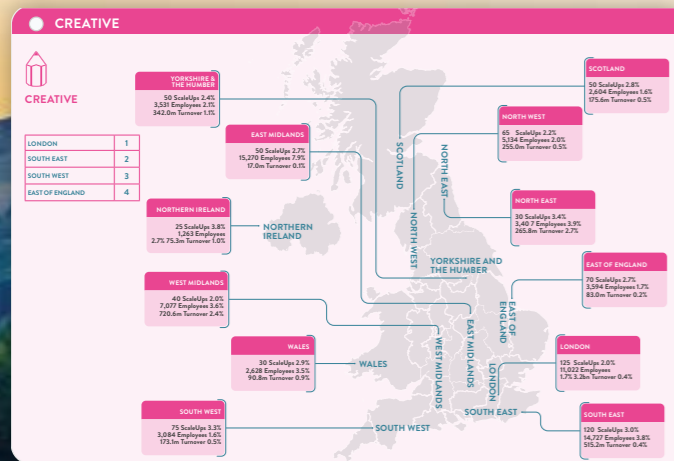 CREATIVE
CREATIVE
LONDON 1
SOUTH EAST 2
SOUTH WEST 3
EAST OF ENGLAND 4
YORKSHIRE &
THE HUMBER
50 ScaleUps 2.4%
3,531 Employees 2.1%
342.0m Turnover 1.1%
EAST MIDLANDS
50 ScaleUps 2.7%
15,270 Employees 7.9%
17.0m Turnover 0.1%
NORTHERN IRELAND
25 ScaleUps 3.8%
1,263 Employees
2.7% 75.3m Turnover 1.0%
WEST MIDLANDS
40 ScaleUps 2.0%
7,077 Employees 3.6%
720.6m Turnover 2.4%
WALES
30 ScaleUps 2.9%
2,628 Employees 3.5%
90.8m Turnover 0.9%
SOUTH WEST
75 ScaleUps 3.3%
3,084 Employees 1.6%
173.1m Turnover 0.5%
SCOTLAND
50 ScaleUps 2.8%
2,604 Employees 1.6%
175.6m Turnover 0.5%
NORTH WEST
65 ScaleUps 2.2%
5,134 Employees 2.0%
255.0m Turnover 0.5%
NORTH EAST
30 ScaleUps 3.4%
3,40 7 Employees 3.9%
265.8m Turnover 2.7%
EAST OF ENGLAND
70 ScaleUps 2.7%
3,594 Employees 1.7%
83.0m Turnover 0.2%
LONDON
125 ScaleUps 2.0%
11,022 Employees
1.7% 3.2bn Turnover 0.4%
SOUTH EAST
120 ScaleUps 3.0%
14,727 Employees 3.8%
515.2m Turnover 0.4%
SCOTLAND
NORTH EAST
NORTH WEST
NORTHERN
IRELAND
YORKSHIRE AND
THE HUMBER
EAST OF
ENGLAND
EAST MIDLANDS
WEST MIDLANDS
WALES
LONDON
SOUTH EAST
SOUTH WEST